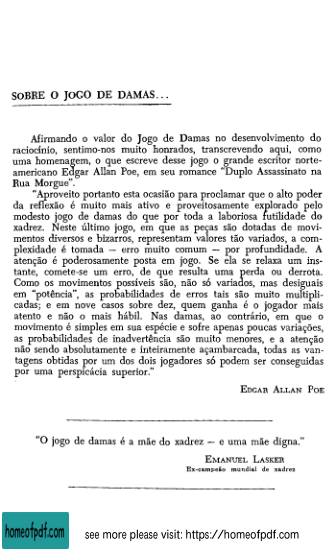 SOBRE O JOGO DE DAMAS...
Afirmando o valor do Jogo de Damas no desenvolvimento do
raciocínio, sentimo-nos muito honrados, transcrevendo aqui, como
uma homenagem, o que escreve desse jogo o grande escritor norte-
americano Edgar Allan Poe, em seu romance "Duplo Assassinato na
Rua Morgue".
"Aproveito portanto esta ocasião para proclamar que o alto poder
da reflexão é muito mais ativo e proveitosamente explorado pelo
modesto jogo de damas do que por toda a laboriosa futilidade do
xadrez. Neste último jogo, em que as peças são dotadas de movi-
mentos diversos e bizarros, representam valores tão variados, a com-
plexidade é tomada — erro muito comum — por profundidade. A
atenção é poderosamente posta em jogo. Se ela se relaxa um ins-
tante, comete-se um erro, de que resulta uma perda ou derrota.
Como os movimentos possíveis são, não só variados, mas desiguais
em "potência", as probabilidades de erros tais são muito multipli-
cadas; e em nove casos sobre dez, quem ganha é o jogador mais
atento e não o mais hábil. Nas damas, ao contrário, em que o
movimento é simples em sua espécie e sofre apenas poucas variações,
as probabilidades de inadvertência são muito menores, e a atenção
não sendo absolutamente e inteiramente açambarcada, todas as van-
tagens obtidas por um dos dois jogadores só podem ser conseguidas
por uma perspicácia superior."
EDGAR ALLAN POE
"O jogo de damas é a mãe do xadrez — e uma mãe digna."
EMANUEL LASKER
Ex-campeão mundial de xadrez
homeofpdf.com
see more please visit: https://homeofpdf.com